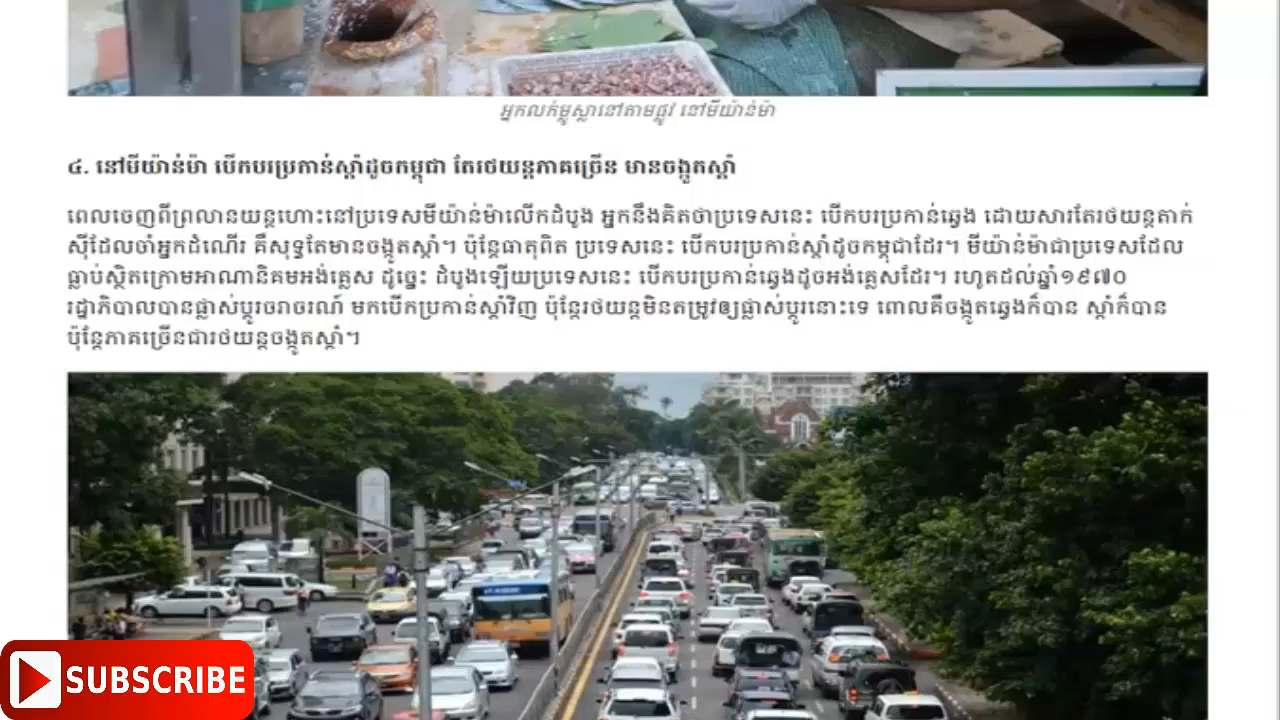 អ្នកលក់ម្លូស្លានៅតាមផ្លូវ នៅមីយ៉ាន់ម៉ា
៤. នៅមីយ៉ាន់ម៉ា បើកបរប្រកាន់ស្តាំដូចកម្ពុជា តែរថយន្តភាគច្រើន មានចង្កូតស្តាំ
ពេលចេញពីព្រលានយន្តហោះនៅប្រទេសមីយ៉ាន់ម៉ាលើកដំបូង អ្នកនឹងគិតថាប្រទេសនេះ បើកបរប្រកាន់ឆ្វេង ដោយសារតែរថយន្តតាក់
ស៊ីដែលចាំអ្នកដំណើរ គឺសុទ្ធតែមានចង្កូតស្តាំ។ ប៉ុន្តែធាតុពិត ប្រទេសនេះ បើកបរប្រកាន់ស្តាំដូចកម្ពុជាដែរ។ មីយ៉ាន់ម៉ាជាប្រទេសដែល
ធ្លាប់ស្ថិតក្រោមអាណានិគមអង់គ្លេស ដូច្នេះ ដំបូងឡើយប្រទេសនេះ បើកបរប្រកាន់ឆ្វេងដូចអង់គ្លេសដែរ។ រហូតដល់ឆ្នាំ១៩៧០
រដ្ឋាភិបាលបានផ្លាស់ប្តូរចរាចរណ៍ មកបើកប្រកាន់ស្តាំវិញ ប៉ុន្តែរថយន្តមិនតម្រូវឲ្យផ្លាស់ប្តូរនោះទេ ពោលគឺចង្កូតឆ្វេងក៏បាន ស្តាំក៏បាន
ប៉ុន្តែភាគច្រើនជារថយន្តចង្កូតស្តាំ។
SUBSCRIBE